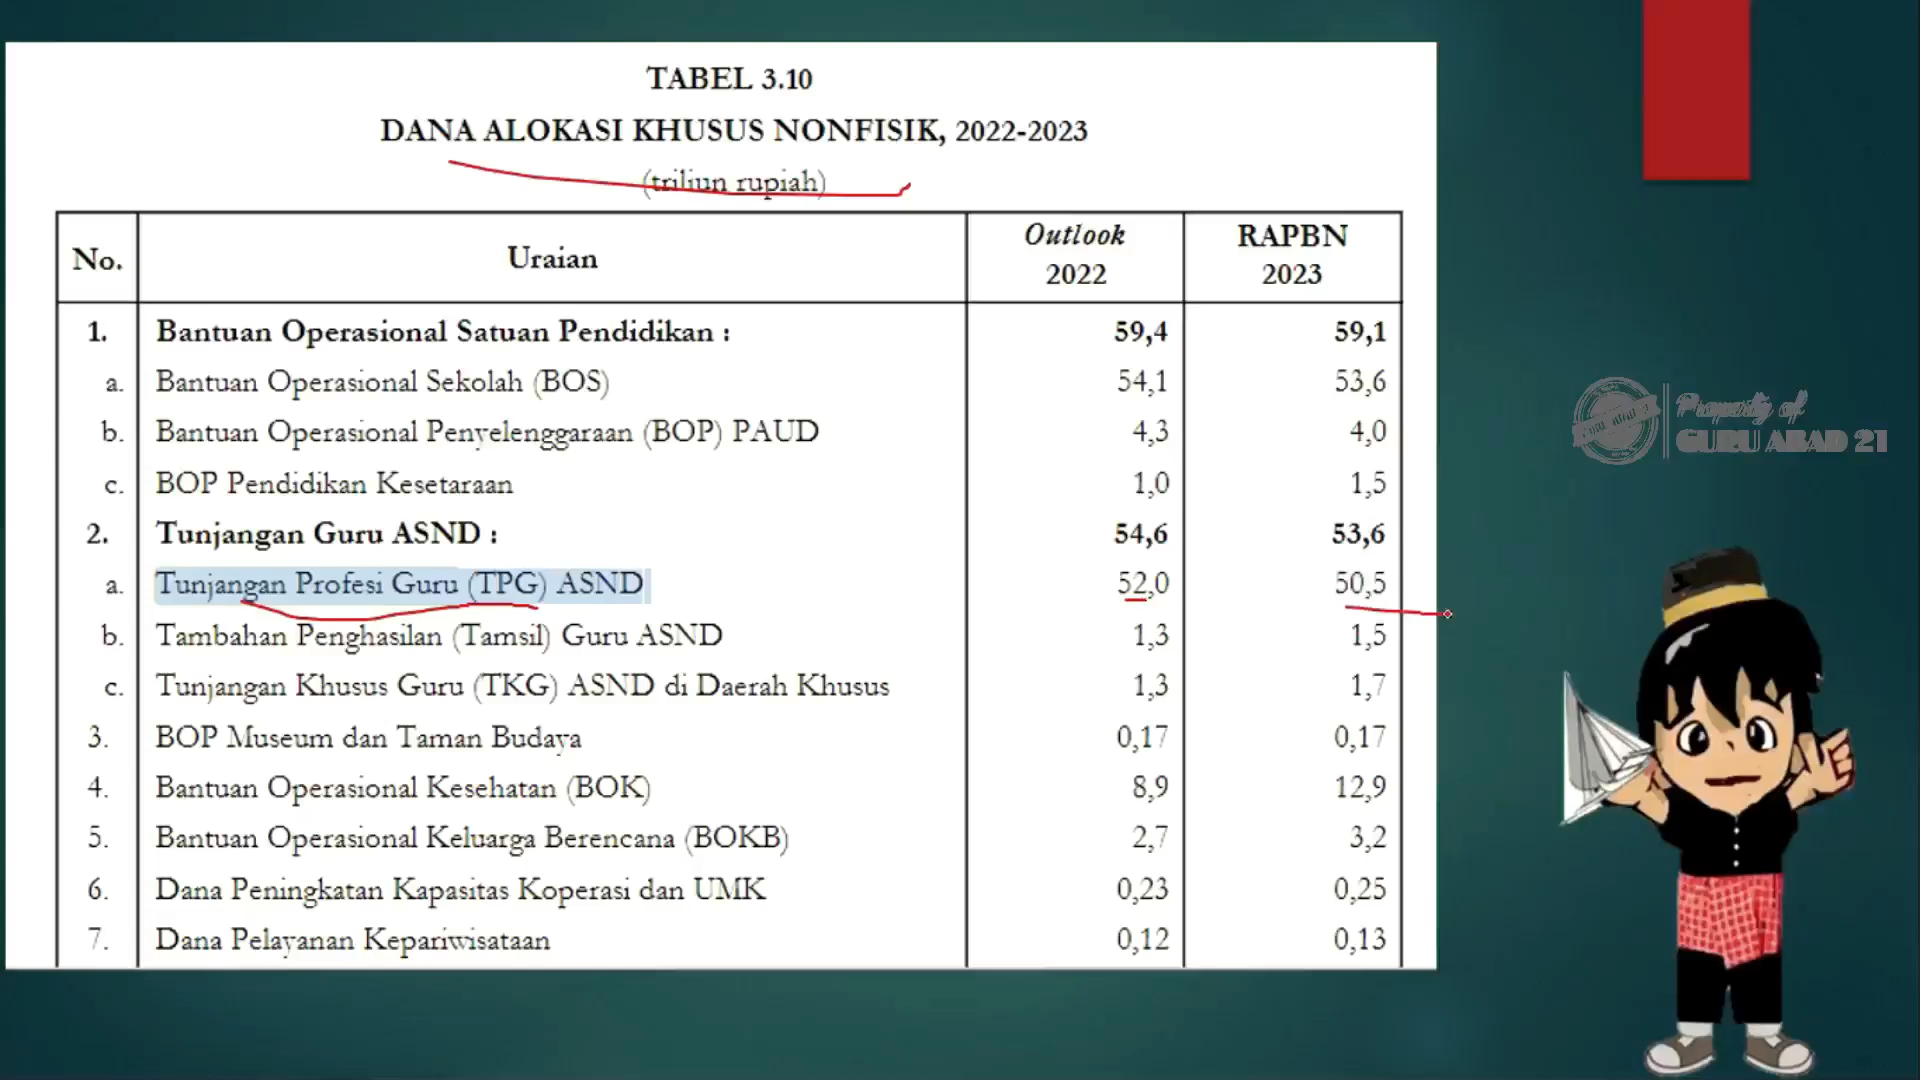 TABEL 3.10
DANA ALOKASI KHUSUS NONFISIK, 2022-2023
(triliun rupiah)
No. Uraian Outlook 2022 RAPBN 2023
1. Bantuan Operasional Satuan Pendidikan : 59,4 59,1
a. Bantuan Operasional Sekolah (BOS) 54,1 53,6
b. Bantuan Operasional Penyelenggaraan (BOP) PAUD 4,3 4,0
c. BOP Pendidikan Kesetaraan 1,0 1,5
2. Tunjangan Guru ASND : 54,6 53,6
a. Tunjangan Profesi Guru (TPG) ASND 52,0 50,5
b. Tambahan Penghasilan (Tamsil) Guru ASND 1,3 1,5
c. Tunjangan Khusus Guru (TKG) ASND di Daerah Khusus 1,3 1,7
3. BOP Museum dan Taman Budaya 0,17 0,17
4. Bantuan Operasional Kesehatan (BOK) 8,9 12,9
5. Bantuan Operasional Keluarga Berencana (BOKB) 2,7 3,2
6. Dana Peningkatan Kapasitas Koperasi dan UMK 0,23 0,25
7. Dana Pelayanan Kepariwisataan 0,12 0,13
Property of
GURU ABAD 21